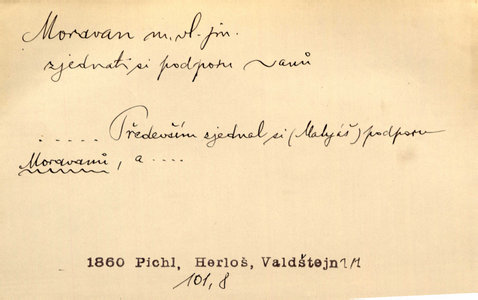 Moravan m. vl. jm.
zjednati si podporu ~anů
..... Především zjednal si (Matyáš) podporu
Moravanů, a ....
1860 Pichl, Herloš, Valdštejn 1/1
101,8